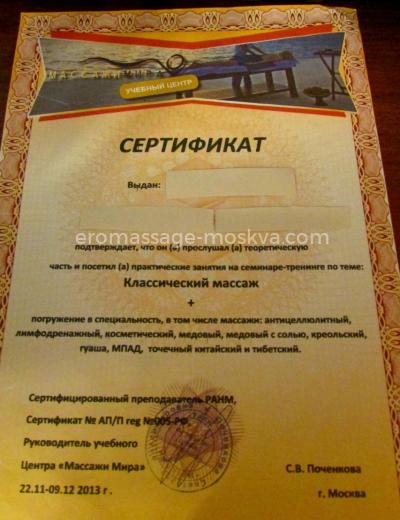 МАССАЖИ МИРА
УЧЕБНЫЙ ЦЕНТР
СЕРТИФИКАТ
Выдан:
eromassage-moskva.com
подтверждает, что он (а) прослушал (а) теоретическую
часть и посетил (а) практические занятия на семинаре-тренинге по теме:
Классический массаж
+
погружение в специальность, в том числе массажи: антицеллюлитный,
лимфодренажный, косметический, медовый, медовый с солью, креольский,
гуаша, МПАД, точечный китайский и тибетский.
Сертифицированный преподаватель РАНМ,
Сертификат № АП/П reg №005-РФ.
Руководитель учебного
Центра «Массажи Мира»
С.В. Поченкова
22.11-09.12 2013 г.
г. Москва